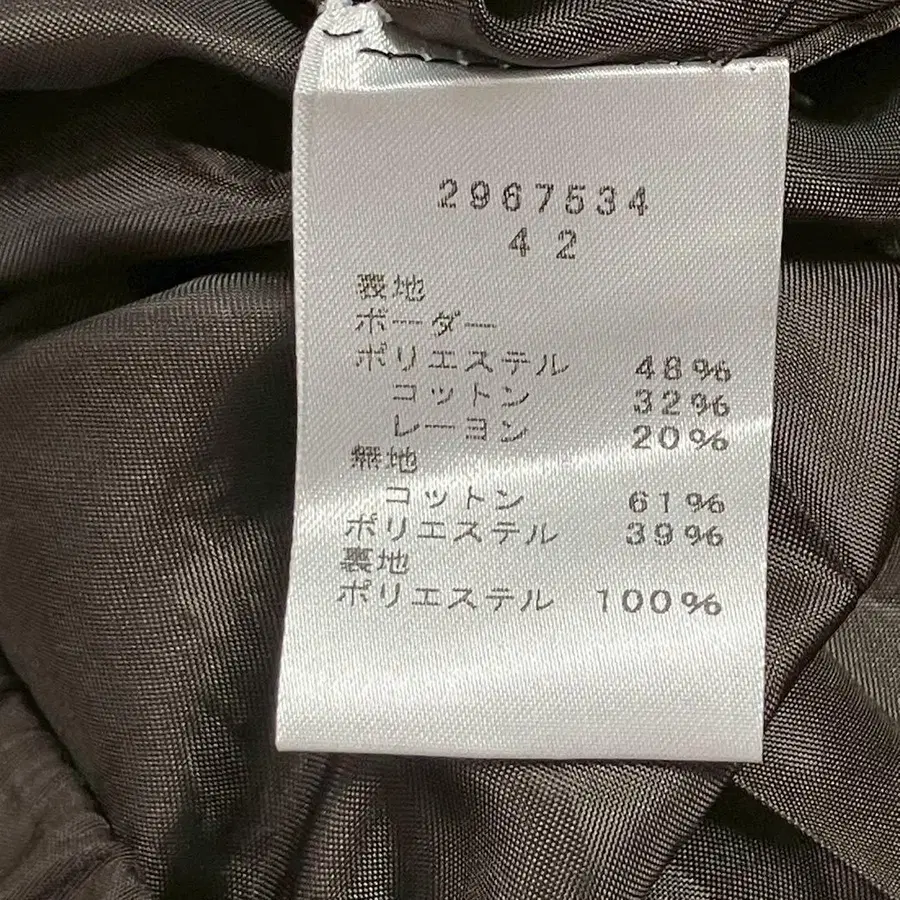 2967534
42
表地
ボーダー
ポリエステル 48%
コットン 32%
レーヨン 20%
無地
コットン 61%
ポリエステル 39%
裏地
ポリエステル 100%